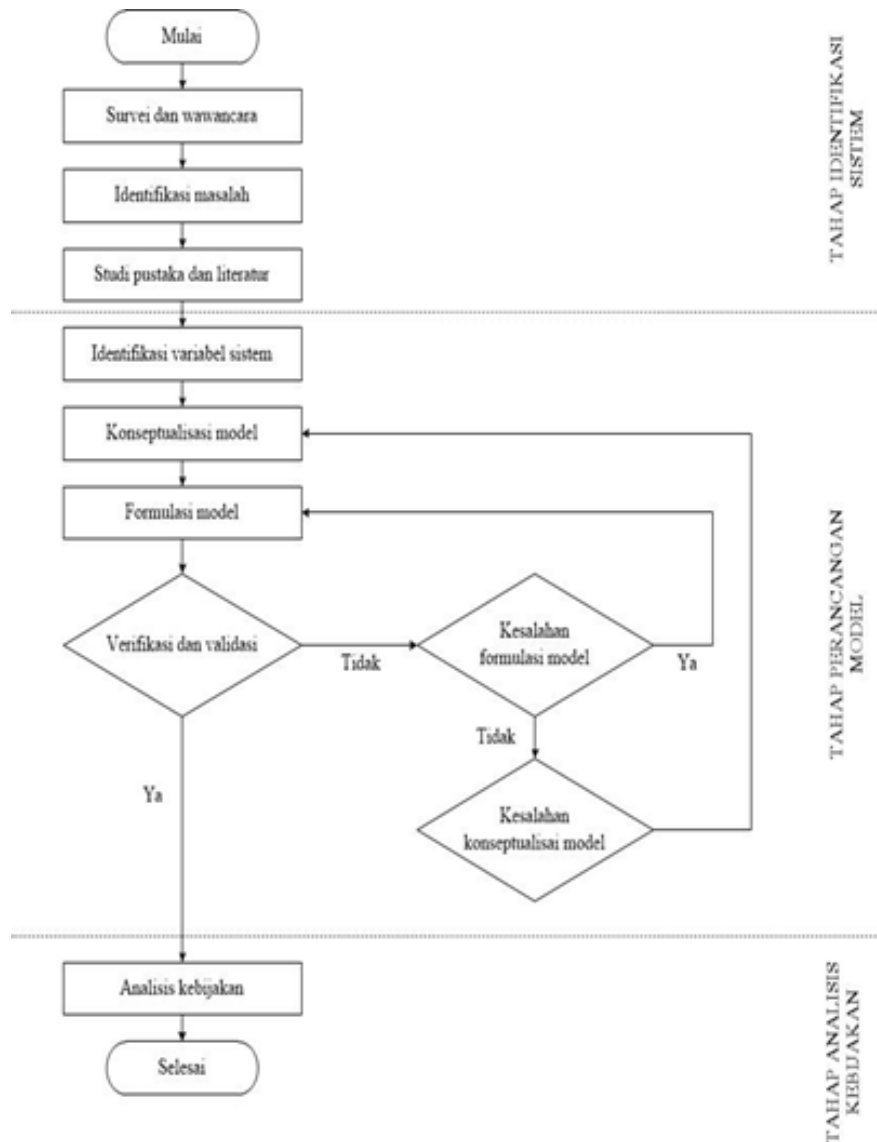 Mulai
Survei dan wawancara
Identifikasi masalah
Studi pustaka dan literatur
TAHAP IDENTIFIKASI
SISTEM
Identifikasi variabel sistem
Konseptualisasi model
Formulasi model
Verifikasi dan validasi
Tidak
Kesalahan
formulasi model
Ya
Tidak
Kesalahan
konseptualisai model
Ya
TAHAP PERANCANGAN
MODEL
Analisis kebijakan
Selesai
TAHAP ANALISIS
KEBIJAKAN